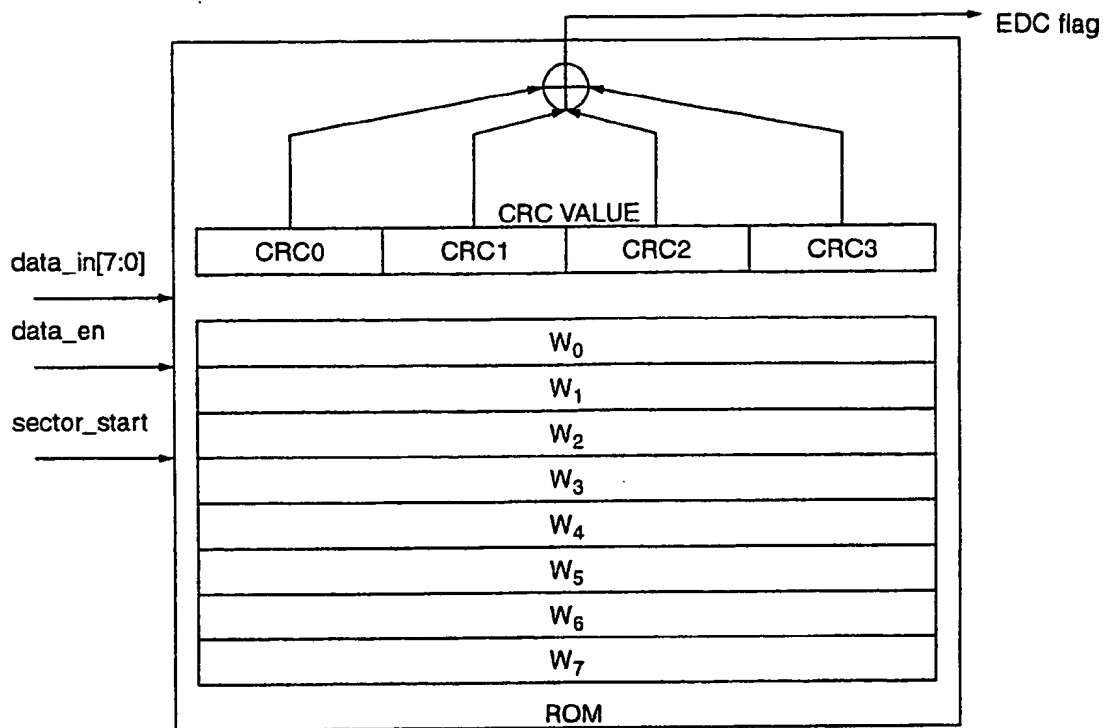 EDC flag
CRC VALUE
CRC0 CRC1 CRC2 CRC3
data_in[7:0]
data_en
sector_start
W₀
W₁
W₂
W₃
W₄
W₅
W₆
W₇
ROM